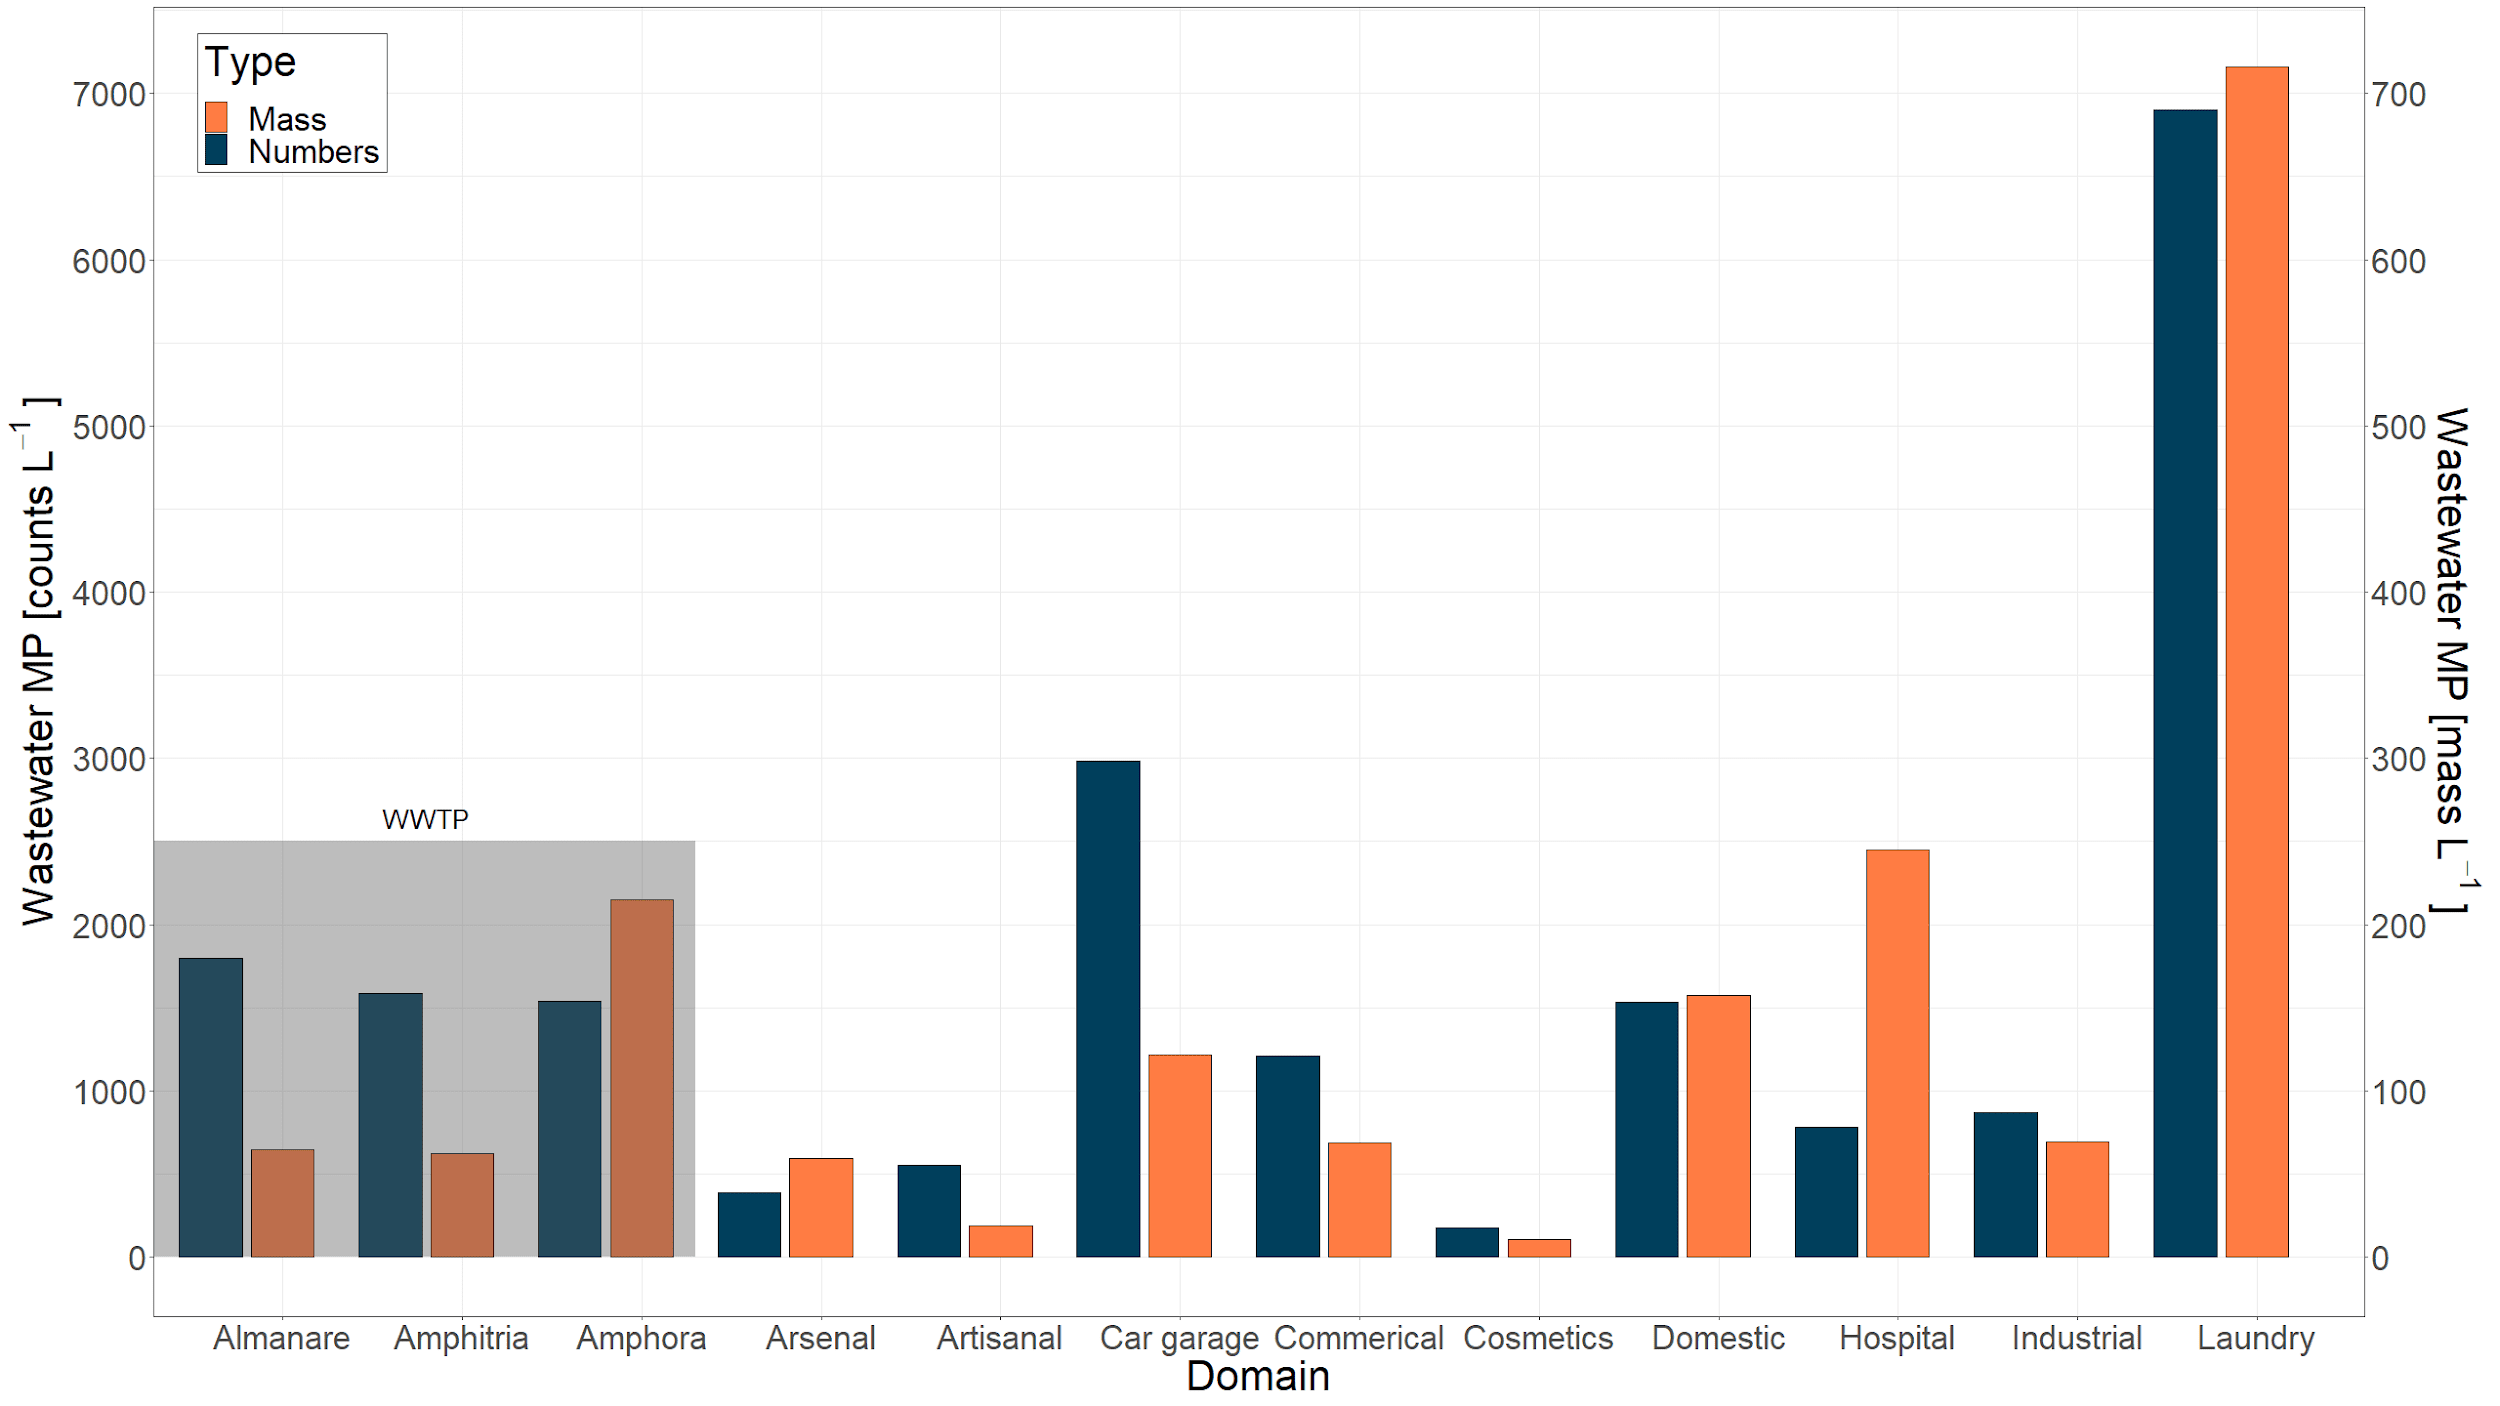 Type
Mass
Numbers
7000
6000
5000
4000
3000
2000
1000
0
Wastewater MP [counts L⁻¹]
WWTP
700
600
500
400
300
200
100
0
Wastewater MP [mass L⁻¹]
Almanare Amphitria Amphora Arsenal Artisanal Car garage Commerical Cosmetics Domestic Hospital Industrial Laundry
Domain